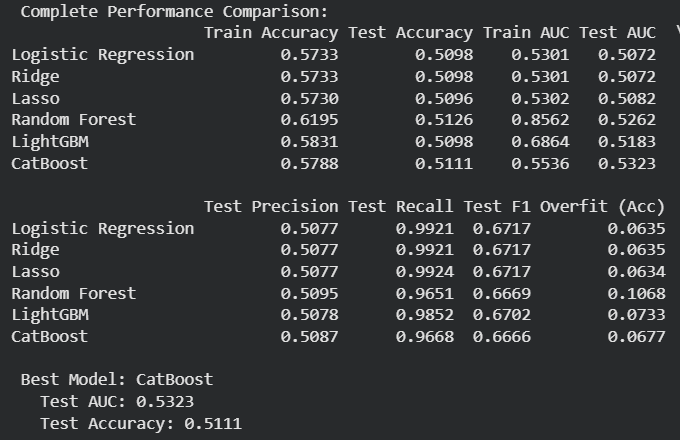 Complete Performance Comparison:
Train Accuracy Test Accuracy Train AUC Test AUC \
Logistic Regression 0.5733 0.5098 0.5301 0.5072
Ridge 0.5733 0.5098 0.5301 0.5072
Lasso 0.5730 0.5096 0.5302 0.5082
Random Forest 0.6195 0.5126 0.8562 0.5262
LightGBM 0.5831 0.5098 0.6864 0.5183
CatBoost 0.5788 0.5111 0.5536 0.5323
Test Precision Test Recall Test F1 Overfit (Acc)
Logistic Regression 0.5077 0.9921 0.6717 0.0635
Ridge 0.5077 0.9921 0.6717 0.0635
Lasso 0.5077 0.9924 0.6717 0.0634
Random Forest 0.5095 0.9651 0.6669 0.1068
LightGBM 0.5078 0.9852 0.6702 0.0733
CatBoost 0.5087 0.9668 0.6666 0.0677
Best Model: CatBoost
Test AUC: 0.5323
Test Accuracy: 0.5111